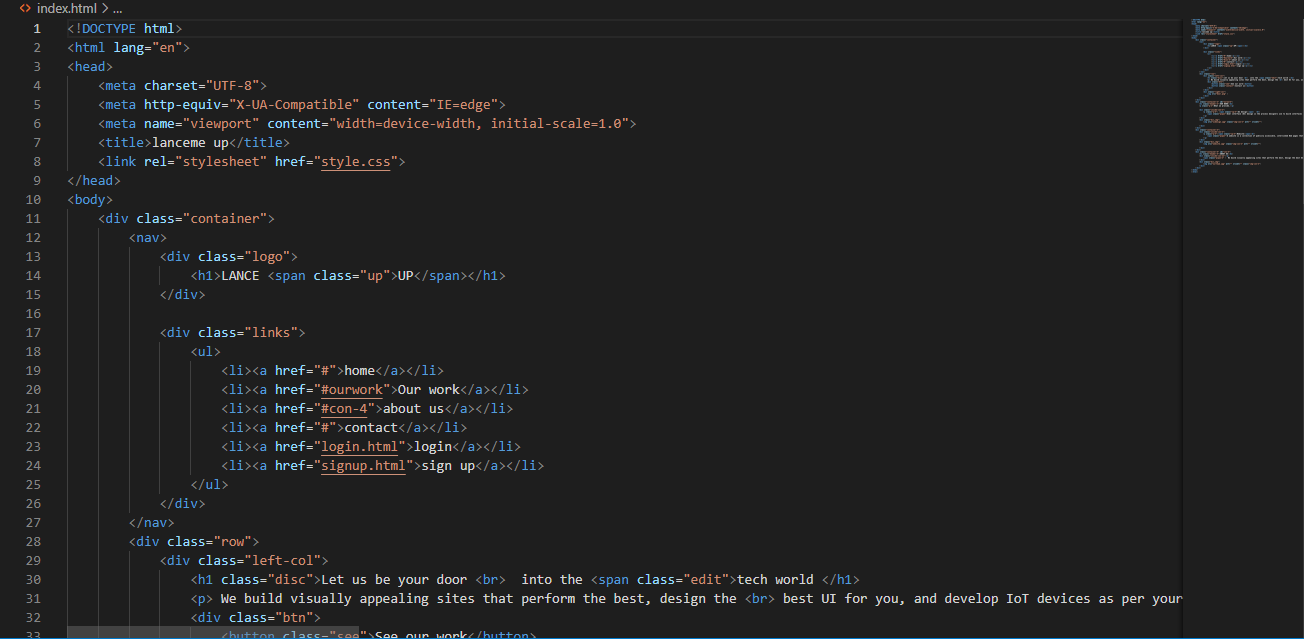 index.html > ...
1 <!DOCTYPE html>
2 <html lang="en">
3 <head>
4     <meta charset="UTF-8">
5     <meta http-equiv="X-UA-Compatible" content="IE=edge">
6     <meta name="viewport" content="width=device-width, initial-scale=1.0">
7     <title>lanceme up</title>
8     <link rel="stylesheet" href="style.css">
9 </head>
10 <body>
11     <div class="container">
12         <nav>
13             <div class="logo">
14                 <h1>LANCE <span class="up">UP</span></h1>
15             </div>
16
17             <div class="links">
18                 <ul>
19                     <li><a href="#">home</a></li>
20                     <li><a href="#ourwork">Our work</a></li>
21                     <li><a href="#con-4">about us</a></li>
22                     <li><a href="#">contact</a></li>
23                     <li><a href="login.html">login</a></li>
24                     <li><a href="signup.html">sign up</a></li>
25                 </ul>
26             </div>
27         </nav>
28         <div class="row">
29             <div class="left-col">
30                 <h1 class="disc">Let us be your door <br>  into the <span class="edit">tech world </h1>
31                 <p> We build visually appealing sites that perform the best, design the <br> best UI for you, and develop IoT devices as per your
32                 <div class="btn">
33                     <button class="see">See our work</button>